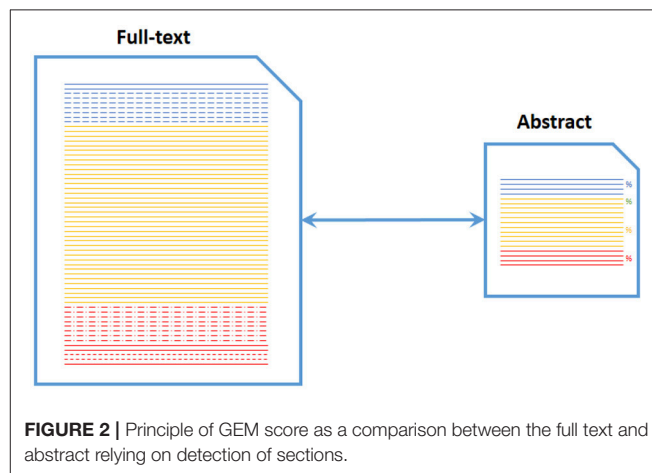 Full-text
Abstract
%
%
%
%
FIGURE 2 | Principle of GEM score as a comparison between the full text and
abstract relying on detection of sections.